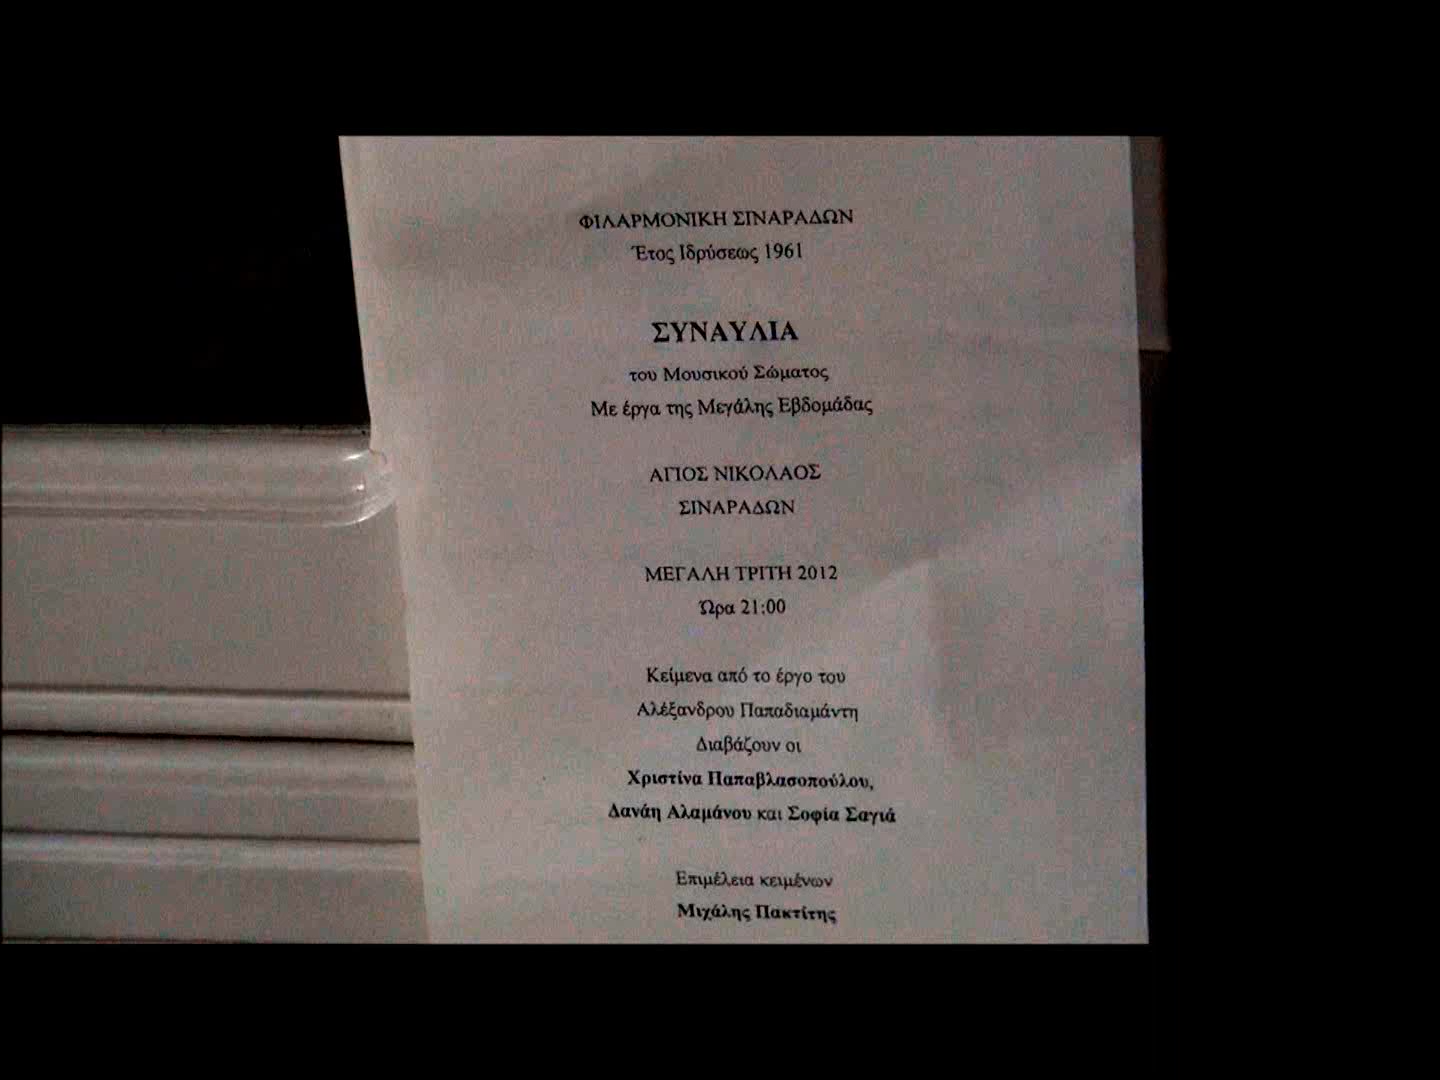 ΦΙΛΑΡΜΟΝΙΚΗ ΣΙΝΑΡΑΔΩΝ
Έτος Ιδρύσεως 1961
ΣΥΝΑΥΛΙΑ
του Μουσικού Σώματος
Με έργα της Μεγάλης Εβδομάδας
ΑΓΙΟΣ ΝΙΚΟΛΑΟΣ
ΣΙΝΑΡΑΔΩΝ
ΜΕΓΑΛΗ ΤΡΙΤΗ 2012
Ώρα 21:00
Κείμενα από το έργο του
Αλέξανδρου Παπαδιαμάντη
Διαβάζουν οι
Χριστίνα Παπαβλασοπούλου,
Δανάη Αλαμάνου και Σοφία Σαγιά
Επιμέλεια κειμένων
Μιχάλης Πακτίτης